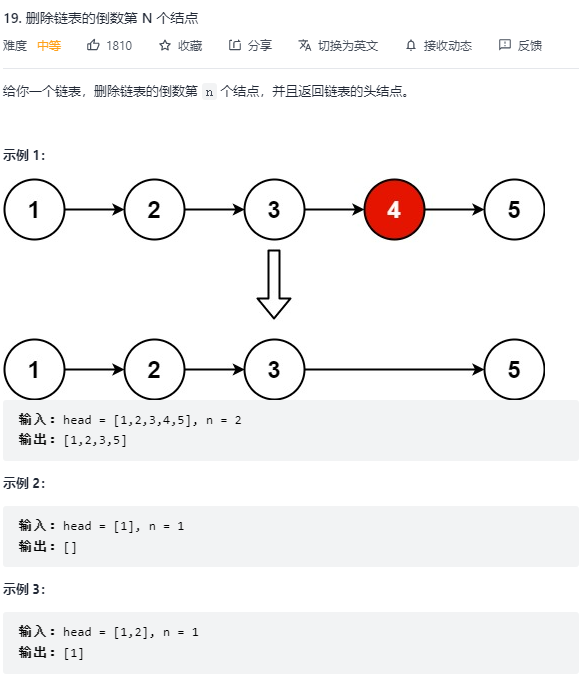 19. 删除链表的倒数第 N 个结点
难度 中等 1810 收藏 分享 切换为英文 接收动态 反馈
给你一个链表，删除链表的倒数第 n 个结点，并且返回链表的头结点。
示例 1：
1 2 3 4 5
1 2 3 5
输入：head = [1,2,3,4,5], n = 2
输出：[1,2,3,5]
示例 2：
输入：head = [1], n = 1
输出：[]
示例 3：
输入：head = [1,2], n = 1
输出：[1]